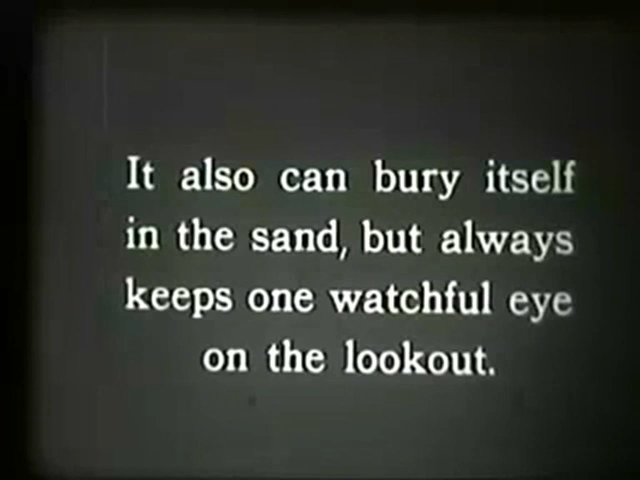 It also can bury itself
in the sand, but always
keeps one watchful eye
on the lookout.